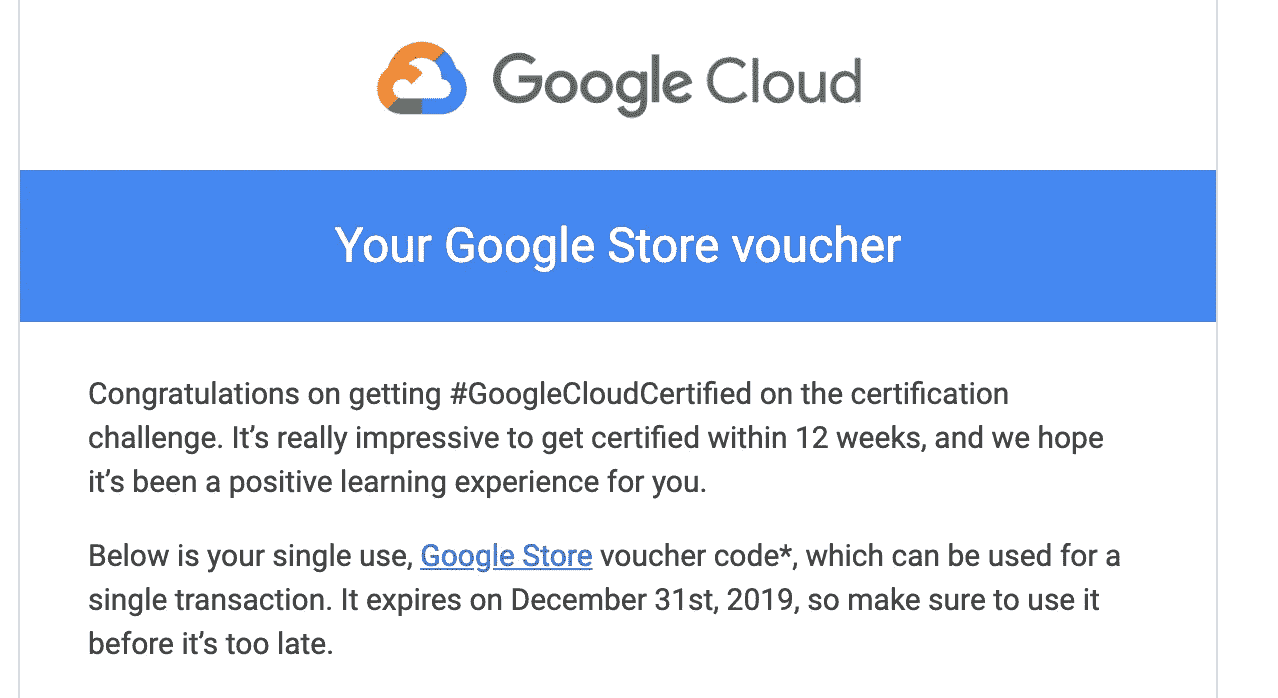 Google Cloud
Your Google Store voucher
Congratulations on getting #GoogleCloudCertified on the certification
challenge. It’s really impressive to get certified within 12 weeks, and we hope
it’s been a positive learning experience for you.
Below is your single use, Google Store voucher code*, which can be used for a
single transaction. It expires on December 31st, 2019, so make sure to use it
before it’s too late.